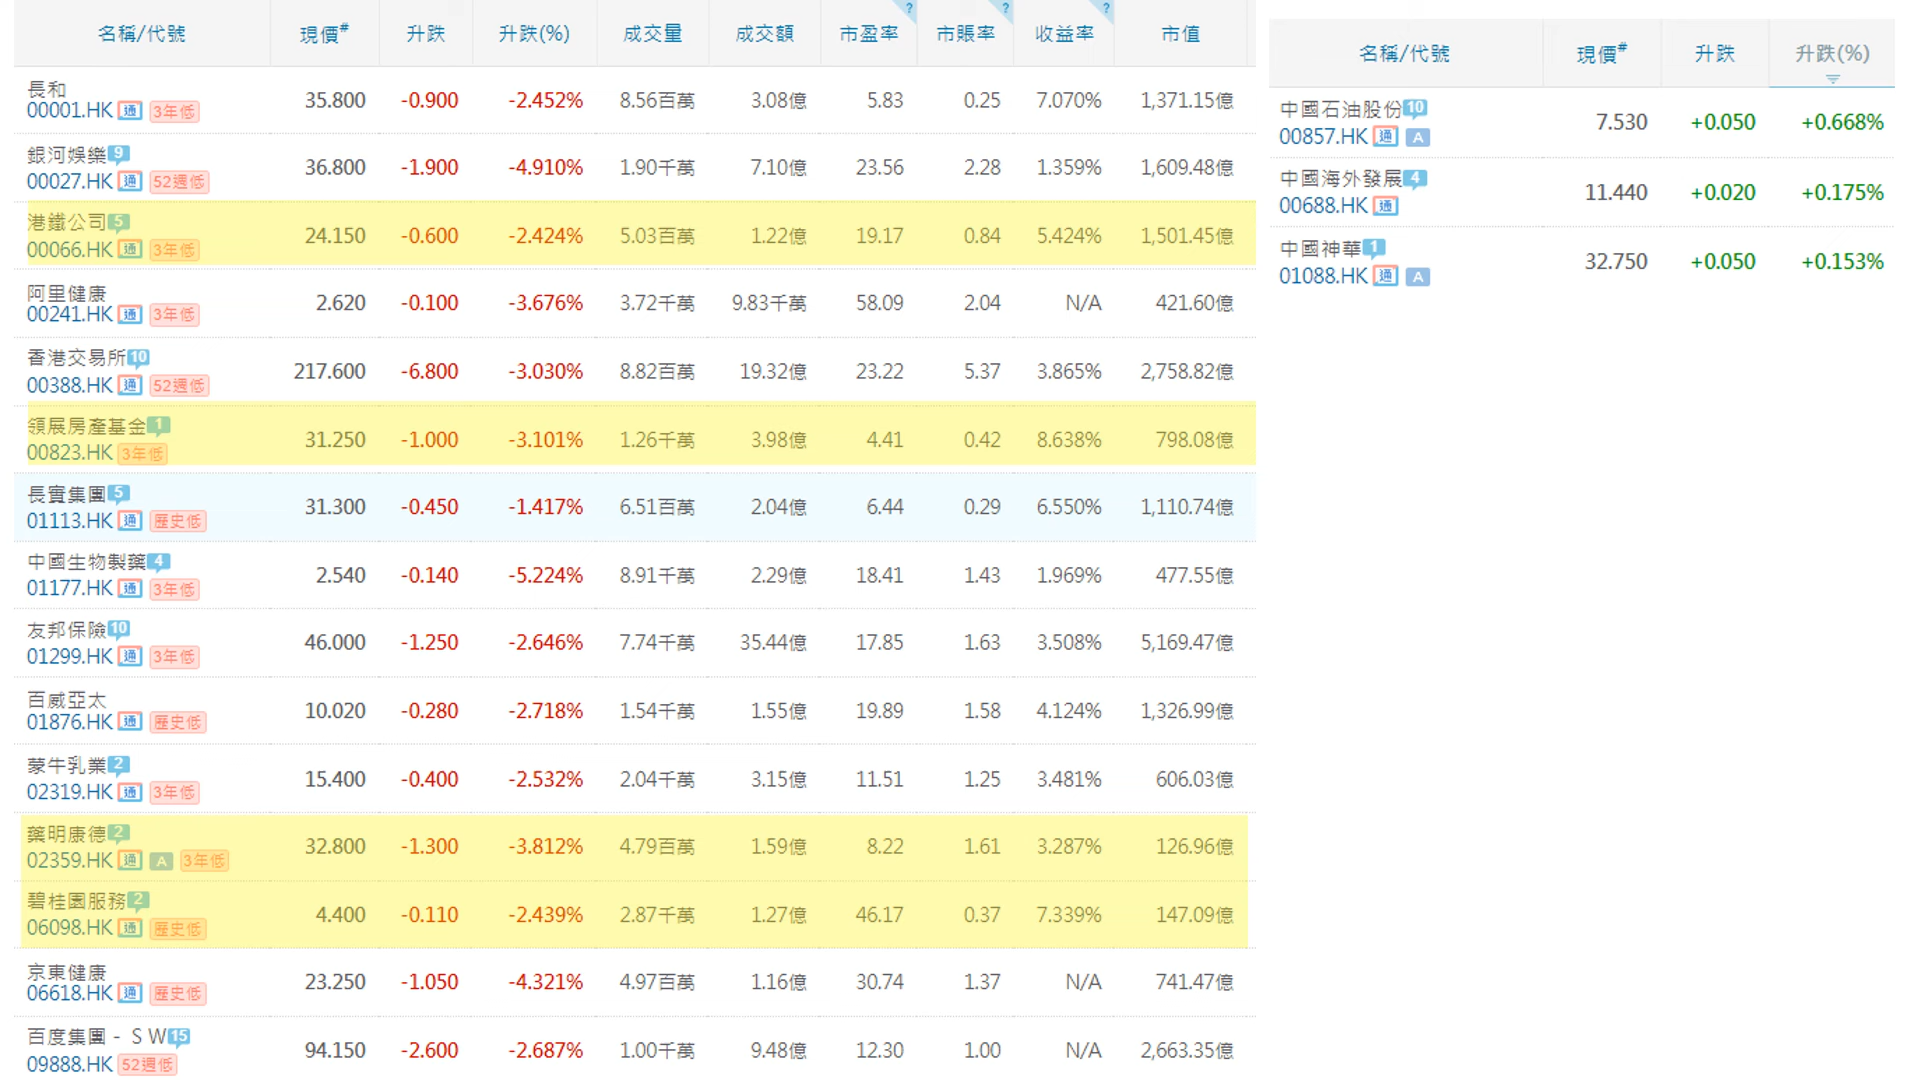 名稱/代號 現價# 升跌 升跌(%) 成交量 成交額 市盈率 ? 市賬率 ? 收益率 ? 市值
長和
00001.HK 通 3年低 35.800 -0.900 -2.452% 8.56百萬 3.08億 5.83 0.25 7.070% 1,371.15億
銀河娛樂 9
00027.HK 通 52週低 36.800 -1.900 -4.910% 1.90千萬 7.10億 23.56 2.28 1.359% 1,609.48億
港鐵公司 5
00066.HK 通 3年低 24.150 -0.600 -2.424% 5.03百萬 1.22億 19.17 0.84 5.424% 1,501.45億
阿里健康
00241.HK 通 3年低 2.620 -0.100 -3.676% 3.72千萬 9.83千萬 58.09 2.04 N/A 421.60億
香港交易所 10
00388.HK 通 52週低 217.600 -6.800 -3.030% 8.82百萬 19.32億 23.22 5.37 3.865% 2,758.82億
領展房產基金 1
00823.HK 3年低 31.250 -1.000 -3.101% 1.26千萬 3.98億 4.41 0.42 8.638% 798.08億
長實集團 5
01113.HK 通 歷史低 31.300 -0.450 -1.417% 6.51百萬 2.04億 6.44 0.29 6.550% 1,110.74億
中國生物製藥 4
01177.HK 通 3年低 2.540 -0.140 -5.224% 8.91千萬 2.29億 18.41 1.43 1.969% 477.55億
友邦保險 10
01299.HK 通 3年低 46.000 -1.250 -2.646% 7.74千萬 35.44億 17.85 1.63 3.508% 5,169.47億
百威亞太
01876.HK 通 歷史低 10.020 -0.280 -2.718% 1.54千萬 1.55億 19.89 1.58 4.124% 1,326.99億
蒙牛乳業 2
02319.HK 通 3年低 15.400 -0.400 -2.532% 2.04千萬 3.15億 11.51 1.25 3.481% 606.03億
藥明康德 2
02359.HK 通 A 3年低 32.800 -1.300 -3.812% 4.79百萬 1.59億 8.22 1.61 3.287% 126.96億
碧桂園服務 2
06098.HK 通 歷史低 4.400 -0.110 -2.439% 2.87千萬 1.27億 46.17 0.37 7.339% 147.09億
京東健康
06618.HK 通 歷史低 23.250 -1.050 -4.321% 4.97百萬 1.16億 30.74 1.37 N/A 741.47億
百度集團－ＳＷ 15
09888.HK 52週低 94.150 -2.600 -2.687% 1.00千萬 9.48億 12.30 1.00 N/A 2,663.35億
名稱/代號 現價# 升跌 升跌(%)
中國石油股份 10
00857.HK 通 A 7.530 +0.050 +0.668%
中國海外發展 4
00688.HK 通 11.440 +0.020 +0.175%
中國神華 1
01088.HK 通 A 32.750 +0.050 +0.153%